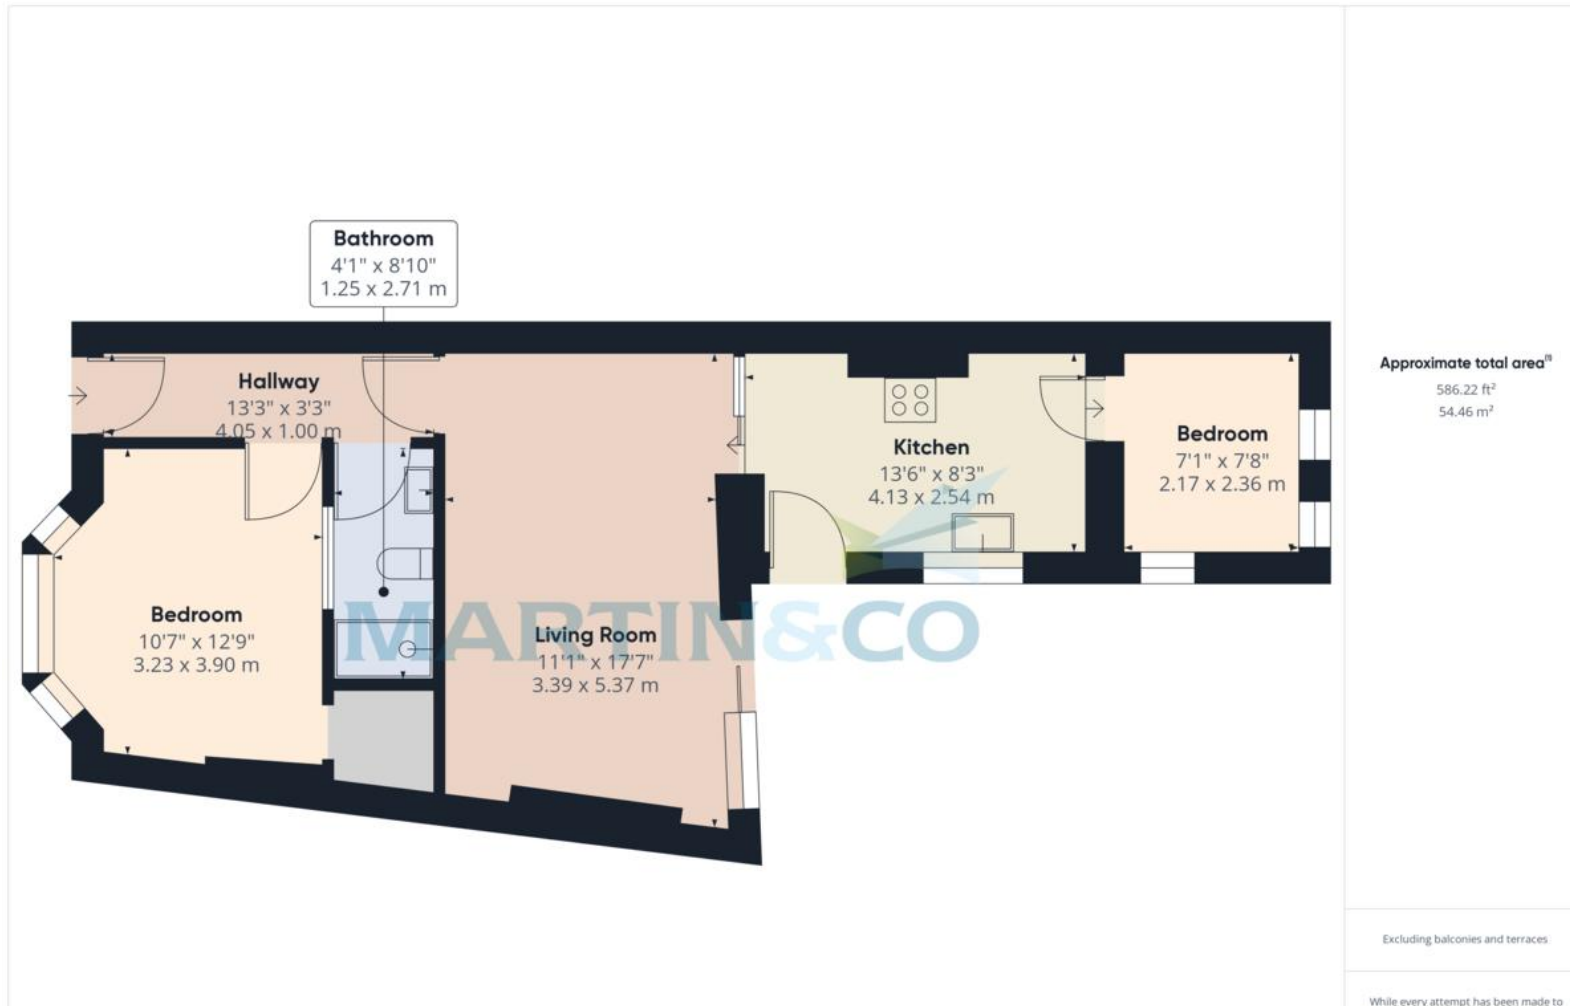 Bathroom
4'1" x 8'10"
1.25 x 2.71 m
Hallway
13'3" x 3'3"
4.05 x 1.00 m
Kitchen
13'6" x 8'3"
4.13 x 2.54 m
Bedroom
7'1" x 7'8"
2.17 x 2.36 m
Bedroom
10'7" x 12'9"
3.23 x 3.90 m
Living Room
11'1" x 17'7"
3.39 x 5.37 m
MARTIN&CO
Approximate total area⁽¹⁾
586.22 ft²
54.46 m²
Excluding balconies and terraces
While every attempt has been made to